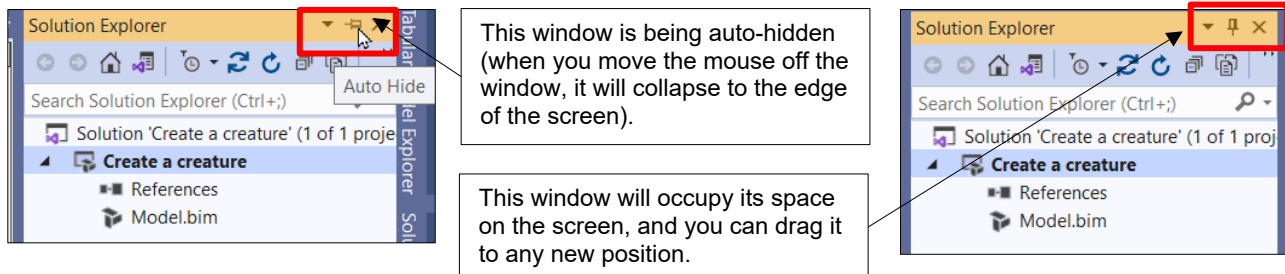 Solution Explorer
Auto Hide
Search Solution Explorer (Ctrl+;)
Solution 'Create a creature' (1 of 1 proje
Create a creature
References
Model.bim
Tabular
del Explorer
Solu
This window is being auto-hidden
(when you move the mouse off the
window, it will collapse to the edge
of the screen).
This window will occupy its space
on the screen, and you can drag it
to any new position.
Solution Explorer
Search Solution Explorer (Ctrl+;)
Solution 'Create a creature' (1 of 1 proj
Create a creature
References
Model.bim